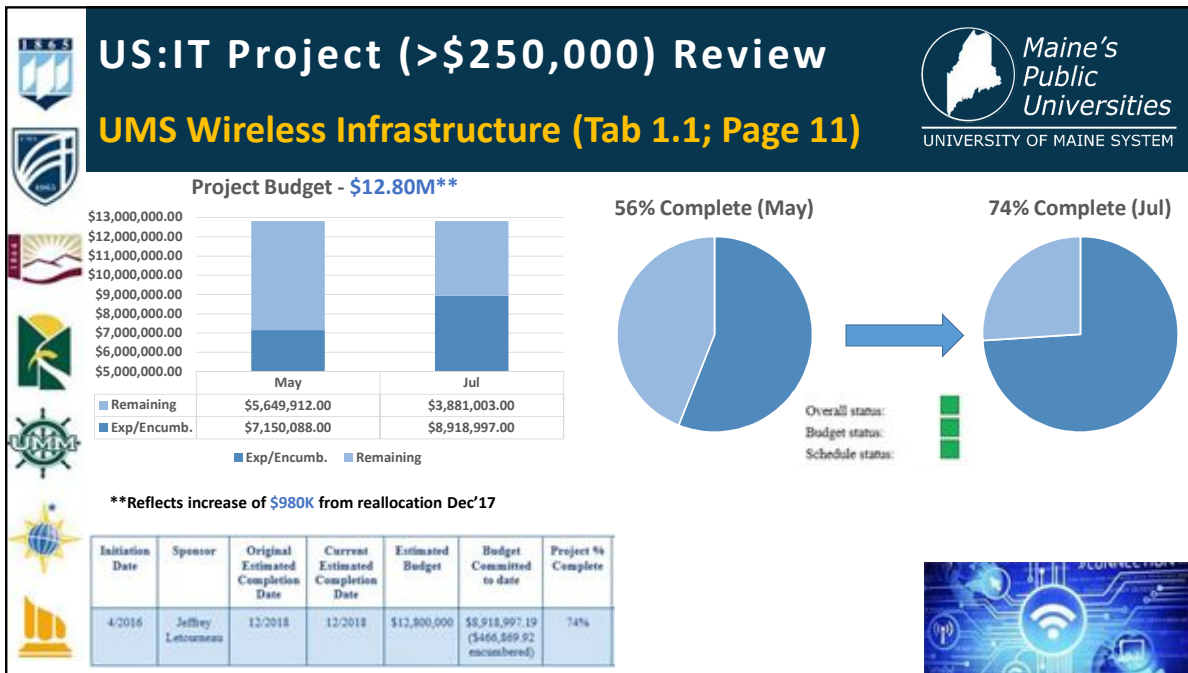 US:IT Project (>$250,000) Review
UMS Wireless Infrastructure (Tab 1.1; Page 11)
Maine's
Public
Universities
UNIVERSITY OF MAINE SYSTEM
1865
1965
UMM
Project Budget - $12.80M**
$13,000,000.00
$12,000,000.00
$11,000,000.00
$10,000,000.00
$9,000,000.00
$8,000,000.00
$7,000,000.00
$6,000,000.00
$5,000,000.00
May Jul
Remaining $5,649,912.00 $3,881,003.00
Exp/Encumb. $7,150,088.00 $8,918,997.00
Exp/Encumb. Remaining
56% Complete (May)
74% Complete (Jul)
Overall status:
Budget status:
Schedule status:
**Reflects increase of $980K from reallocation Dec'17
Initiation Date Sponsor Original Estimated Completion Date Current Estimated Completion Date Estimated Budget Budget Committed to date Project % Complete
4/2016 Jeffrey Letourneau 12/2018 12/2018 $12,800,000 $8,918,997.19 ($466,869.92 encumbered) 74%